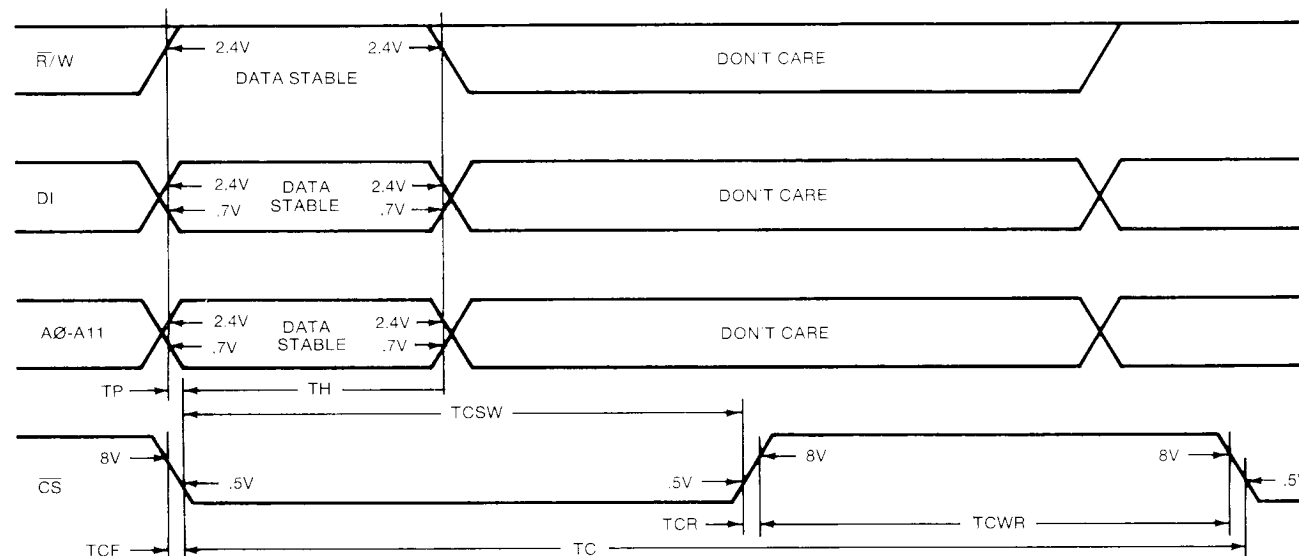 R̅/W 2.4V 2.4V DON'T CARE
DATA STABLE
DI 2.4V DATA 2.4V DON'T CARE
.7V STABLE .7V
AØ-A11 2.4V DATA 2.4V DON'T CARE
.7V STABLE .7V
TP TH
TCSW
8V 8V 8V
C̅S̅ .5V .5V .5V
TCR TCWR
TCF TC